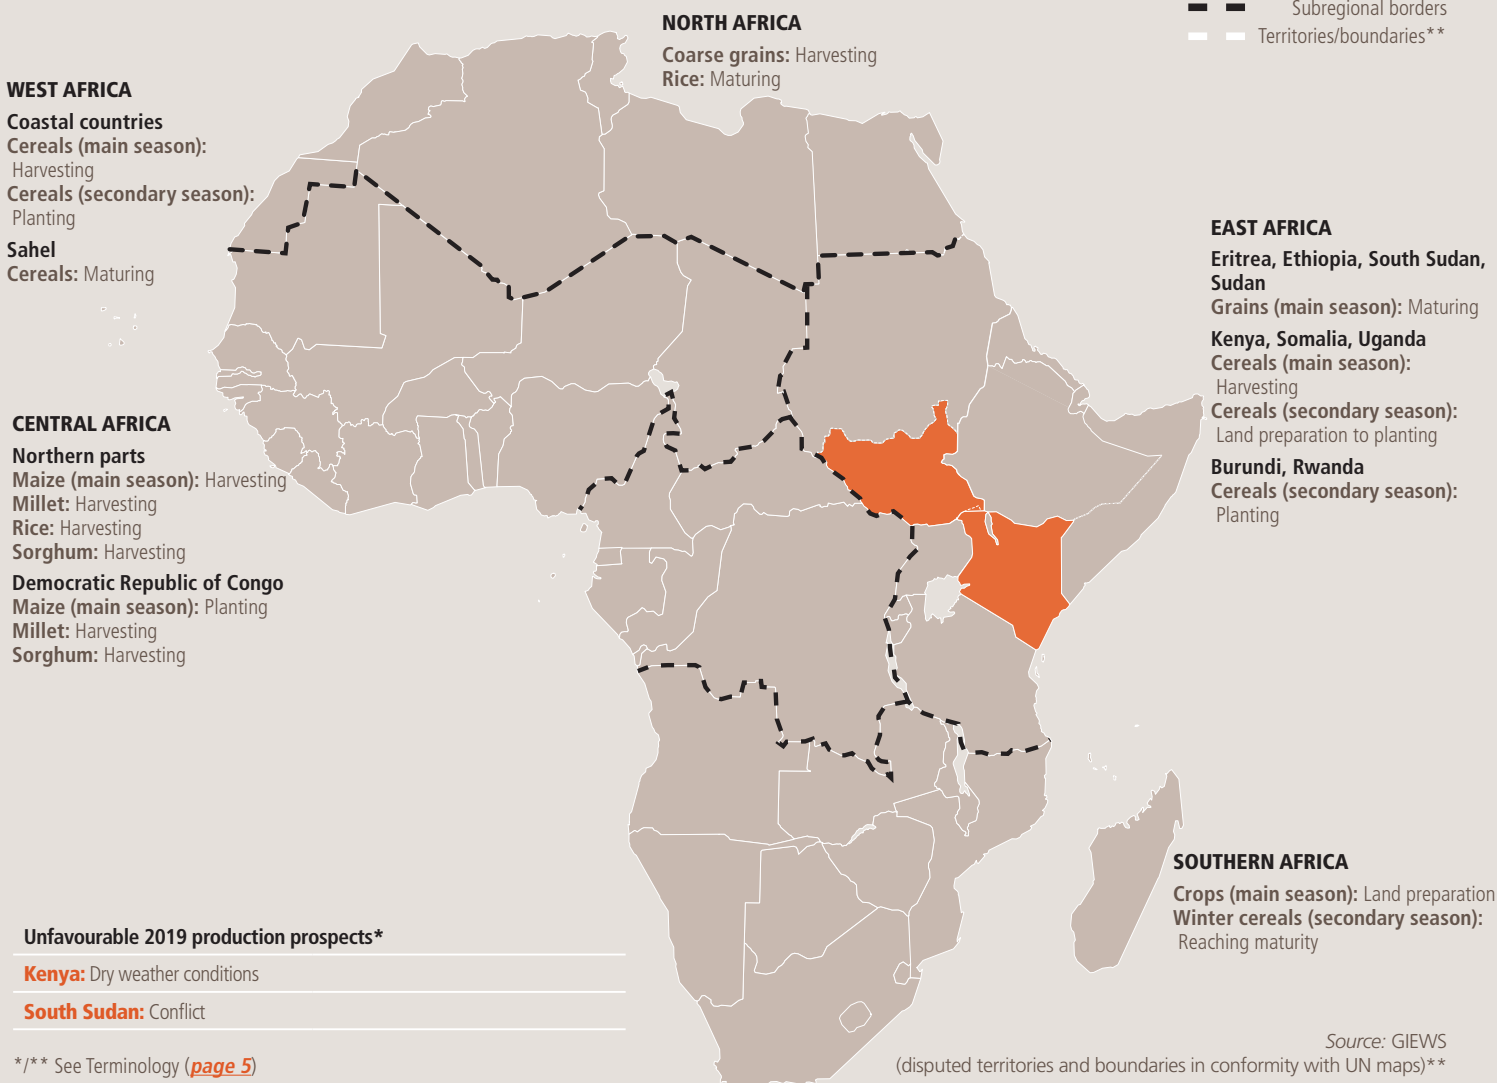 NORTH AFRICA
Coarse grains: Harvesting
Rice: Maturing
Subregional borders
Territories/boundaries**
WEST AFRICA
Coastal countries
Cereals (main season):
Harvesting
Cereals (secondary season):
Planting
Sahel
Cereals: Maturing
EAST AFRICA
Eritrea, Ethiopia, South Sudan,
Sudan
Grains (main season): Maturing
Kenya, Somalia, Uganda
Cereals (main season):
Harvesting
Cereals (secondary season):
Land preparation to planting
Burundi, Rwanda
Cereals (secondary season):
Planting
CENTRAL AFRICA
Northern parts
Maize (main season): Harvesting
Millet: Harvesting
Rice: Harvesting
Sorghum: Harvesting
Democratic Republic of Congo
Maize (main season): Planting
Millet: Harvesting
Sorghum: Harvesting
SOUTHERN AFRICA
Crops (main season): Land preparation
Winter cereals (secondary season):
Reaching maturity
Unfavourable 2019 production prospects*
Kenya: Dry weather conditions
South Sudan: Conflict
*/** See Terminology (page 5)
Source: GIEWS
(disputed territories and boundaries in conformity with UN maps)**